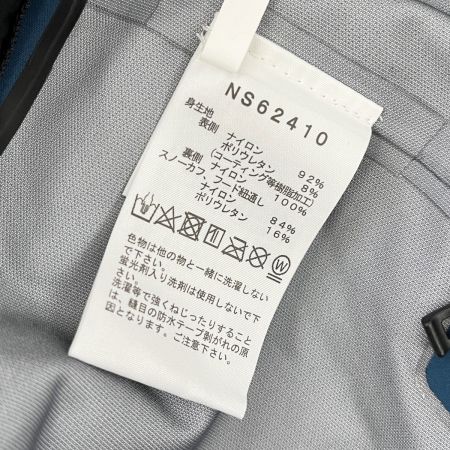 NS62410
身生地
表側 ナイロン 92%
ポリウレタン 8%
(コーティング等樹脂加工)
裏側 ナイロン 100%
スノーカフ、フード紐通し
ナイロン 84%
ポリウレタン 16%
色物は他の物と一緒に洗濯しない
で下さい。
蛍光剤入り洗剤は使用しないで下
さい。
洗濯等で強くねじったりすること
は、縫目の防水テープ剥がれの原
因となります。ご注意下さい。